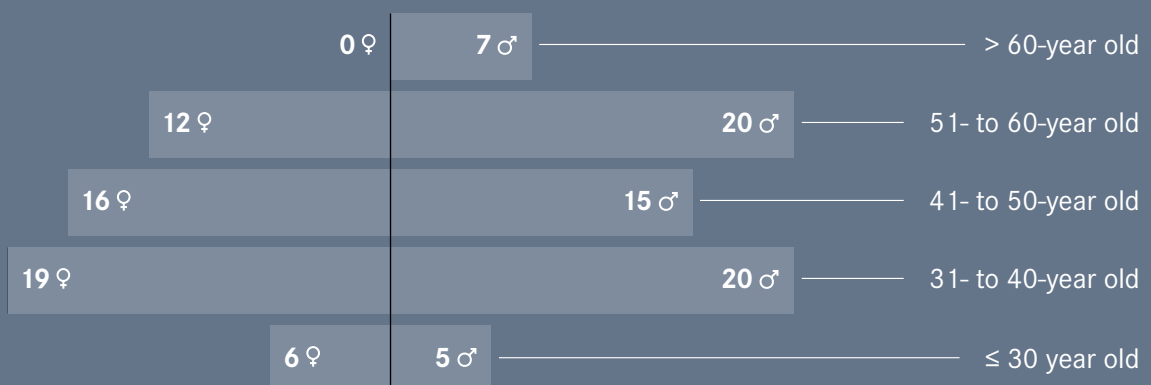 0 ♀ 7 ♂ > 60-year old
12 ♀ 20 ♂ 51- to 60-year old
16 ♀ 15 ♂ 41- to 50-year old
19 ♀ 20 ♂ 31- to 40-year old
6 ♀ 5 ♂ ≤ 30 year old